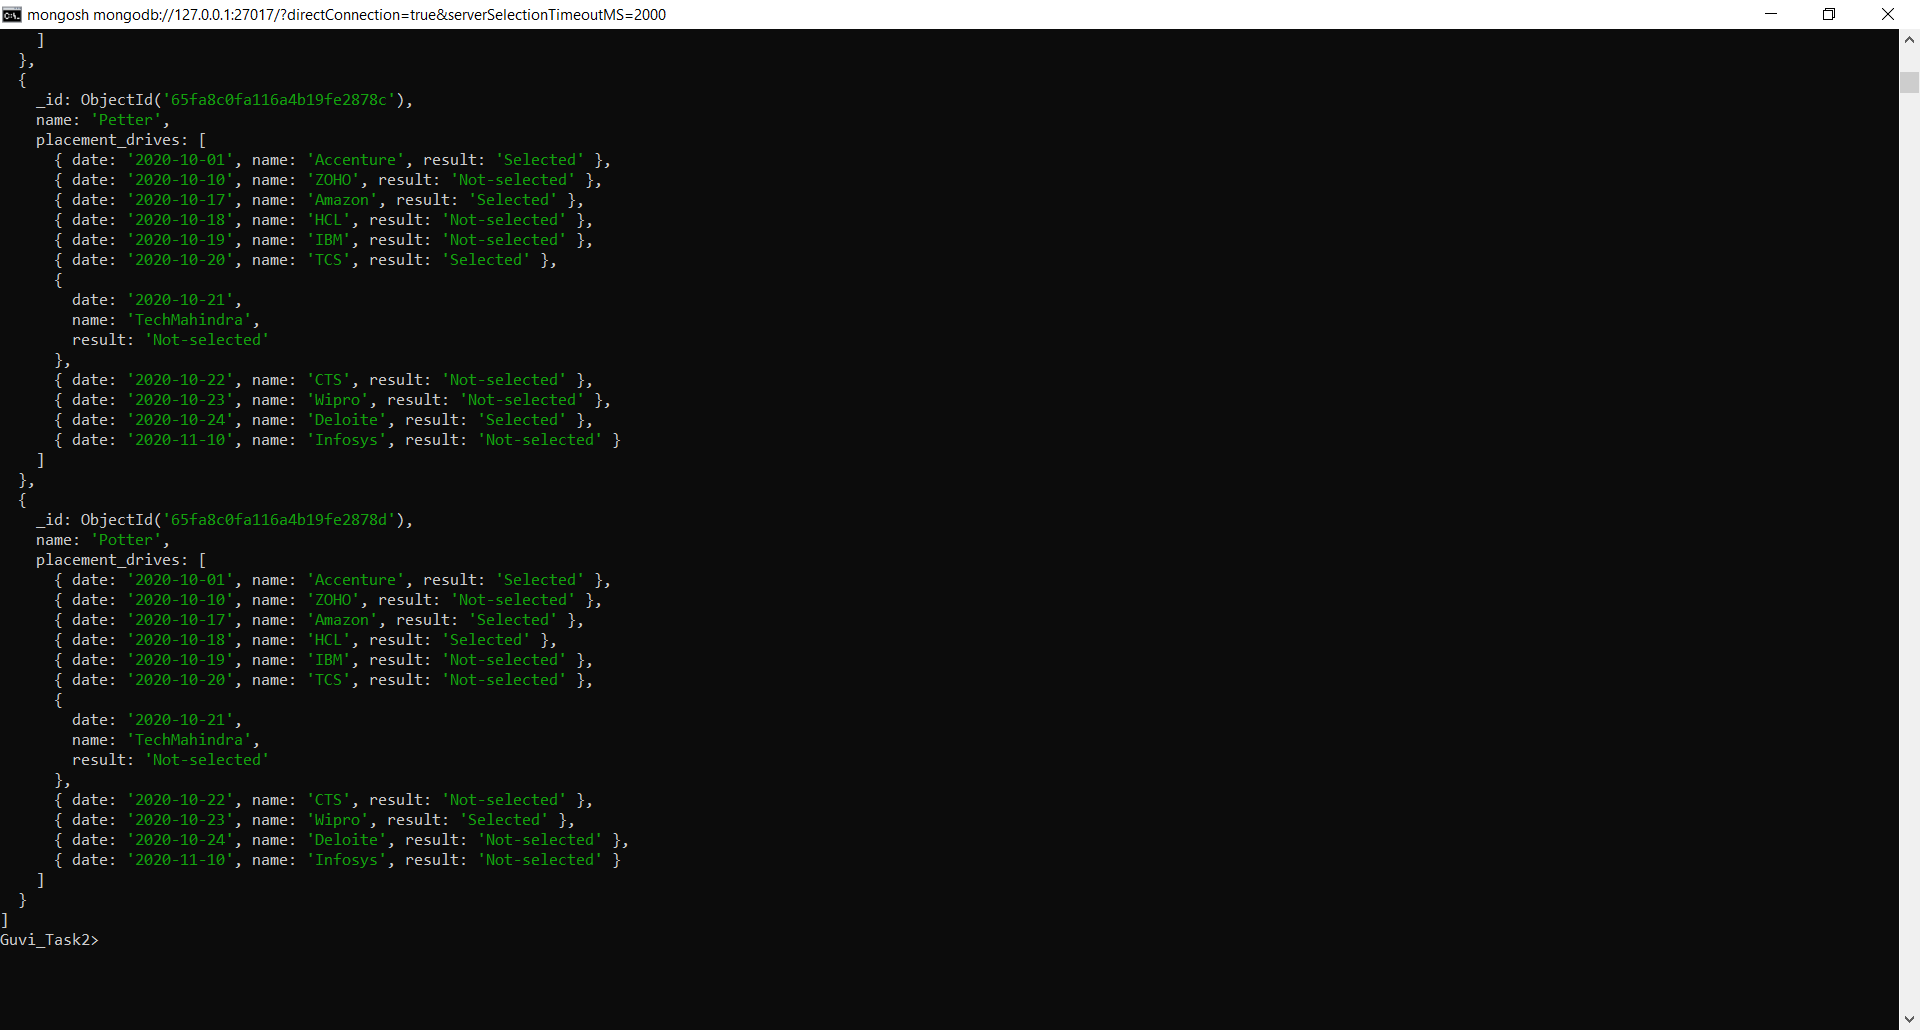 mongosh mongodb://127.0.0.1:27017/?directConnection=true&serverSelectionTimeoutMS=2000
    ]
  },
  {
    _id: ObjectId('65fa8c0fa116a4b19fe2878c'),
    name: 'Petter',
    placement_drives: [
      { date: '2020-10-01', name: 'Accenture', result: 'Selected' },
      { date: '2020-10-10', name: 'ZOHO', result: 'Not-selected' },
      { date: '2020-10-17', name: 'Amazon', result: 'Selected' },
      { date: '2020-10-18', name: 'HCL', result: 'Not-selected' },
      { date: '2020-10-19', name: 'IBM', result: 'Not-selected' },
      { date: '2020-10-20', name: 'TCS', result: 'Selected' },
      {
        date: '2020-10-21',
        name: 'TechMahindra',
        result: 'Not-selected'
      },
      { date: '2020-10-22', name: 'CTS', result: 'Not-selected' },
      { date: '2020-10-23', name: 'Wipro', result: 'Not-selected' },
      { date: '2020-10-24', name: 'Deloite', result: 'Selected' },
      { date: '2020-11-10', name: 'Infosys', result: 'Not-selected' }
    ]
  },
  {
    _id: ObjectId('65fa8c0fa116a4b19fe2878d'),
    name: 'Potter',
    placement_drives: [
      { date: '2020-10-01', name: 'Accenture', result: 'Selected' },
      { date: '2020-10-10', name: 'ZOHO', result: 'Not-selected' },
      { date: '2020-10-17', name: 'Amazon', result: 'Selected' },
      { date: '2020-10-18', name: 'HCL', result: 'Selected' },
      { date: '2020-10-19', name: 'IBM', result: 'Not-selected' },
      { date: '2020-10-20', name: 'TCS', result: 'Not-selected' },
      {
        date: '2020-10-21',
        name: 'TechMahindra',
        result: 'Not-selected'
      },
      { date: '2020-10-22', name: 'CTS', result: 'Not-selected' },
      { date: '2020-10-23', name: 'Wipro', result: 'Selected' },
      { date: '2020-10-24', name: 'Deloite', result: 'Not-selected' },
      { date: '2020-11-10', name: 'Infosys', result: 'Not-selected' }
    ]
  }
]
Guvi_Task2>